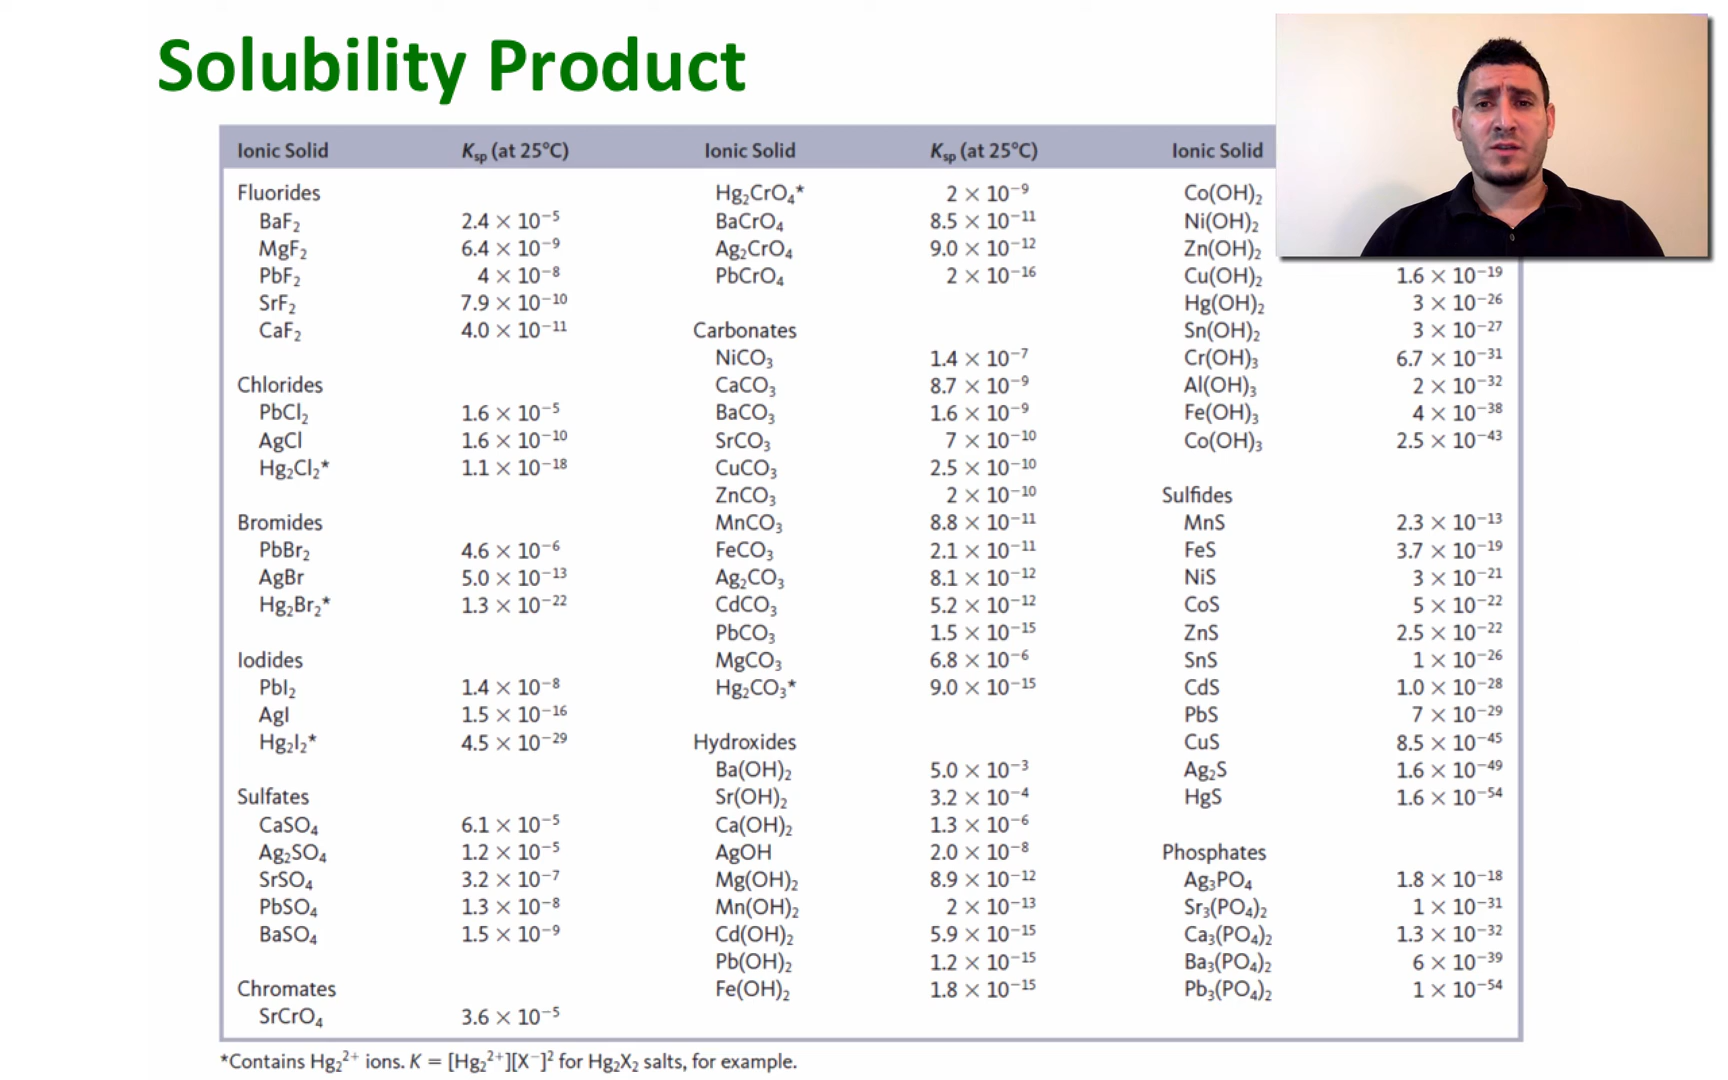 Solubility Product
Ionic Solid Ksp (at 25°C) Ionic Solid Ksp (at 25°C) Ionic Solid
Fluorides Hg₂CrO₄* 2 × 10⁻⁹ Co(OH)₂
BaF₂ 2.4 × 10⁻⁵ BaCrO₄ 8.5 × 10⁻¹¹ Ni(OH)₂
MgF₂ 6.4 × 10⁻⁹ Ag₂CrO₄ 9.0 × 10⁻¹² Zn(OH)₂
PbF₂ 4 × 10⁻⁸ PbCrO₄ 2 × 10⁻¹⁶ Cu(OH)₂ 1.6 × 10⁻¹⁹
SrF₂ 7.9 × 10⁻¹⁰ Hg(OH)₂ 3 × 10⁻²⁶
CaF₂ 4.0 × 10⁻¹¹ Carbonates Sn(OH)₂ 3 × 10⁻²⁷
NiCO₃ 1.4 × 10⁻⁷ Cr(OH)₃ 6.7 × 10⁻³¹
Chlorides CaCO₃ 8.7 × 10⁻⁹ Al(OH)₃ 2 × 10⁻³²
PbCl₂ 1.6 × 10⁻⁵ BaCO₃ 1.6 × 10⁻⁹ Fe(OH)₃ 4 × 10⁻³⁸
AgCl 1.6 × 10⁻¹⁰ SrCO₃ 7 × 10⁻¹⁰ Co(OH)₃ 2.5 × 10⁻⁴³
Hg₂Cl₂* 1.1 × 10⁻¹⁸ CuCO₃ 2.5 × 10⁻¹⁰
ZnCO₃ 2 × 10⁻¹⁰ Sulfides
Bromides MnCO₃ 8.8 × 10⁻¹¹ MnS 2.3 × 10⁻¹³
PbBr₂ 4.6 × 10⁻⁶ FeCO₃ 2.1 × 10⁻¹¹ FeS 3.7 × 10⁻¹⁹
AgBr 5.0 × 10⁻¹³ Ag₂CO₃ 8.1 × 10⁻¹² NiS 3 × 10⁻²¹
Hg₂Br₂* 1.3 × 10⁻²² CdCO₃ 5.2 × 10⁻¹² CoS 5 × 10⁻²²
PbCO₃ 1.5 × 10⁻¹⁵ ZnS 2.5 × 10⁻²²
Iodides MgCO₃ 6.8 × 10⁻⁶ SnS 1 × 10⁻²⁶
PbI₂ 1.4 × 10⁻⁸ Hg₂CO₃* 9.0 × 10⁻¹⁵ CdS 1.0 × 10⁻²⁸
AgI 1.5 × 10⁻¹⁶ PbS 7 × 10⁻²⁹
Hg₂I₂* 4.5 × 10⁻²⁹ Hydroxides CuS 8.5 × 10⁻⁴⁵
Ba(OH)₂ 5.0 × 10⁻³ Ag₂S 1.6 × 10⁻⁴⁹
Sulfates Sr(OH)₂ 3.2 × 10⁻⁴ HgS 1.6 × 10⁻⁵⁴
CaSO₄ 6.1 × 10⁻⁵ Ca(OH)₂ 1.3 × 10⁻⁶
Ag₂SO₄ 1.2 × 10⁻⁵ AgOH 2.0 × 10⁻⁸ Phosphates
SrSO₄ 3.2 × 10⁻⁷ Mg(OH)₂ 8.9 × 10⁻¹² Ag₃PO₄ 1.8 × 10⁻¹⁸
PbSO₄ 1.3 × 10⁻⁸ Mn(OH)₂ 2 × 10⁻¹³ Sr₃(PO₄)₂ 1 × 10⁻³¹
BaSO₄ 1.5 × 10⁻⁹ Cd(OH)₂ 5.9 × 10⁻¹⁵ Ca₃(PO₄)₂ 1.3 × 10⁻³²
Pb(OH)₂ 1.2 × 10⁻¹⁵ Ba₃(PO₄)₂ 6 × 10⁻³⁹
Chromates Fe(OH)₂ 1.8 × 10⁻¹⁵ Pb₃(PO₄)₂ 1 × 10⁻⁵⁴
SrCrO₄ 3.6 × 10⁻⁵
*Contains Hg₂²⁺ ions. K = [Hg₂²⁺][X⁻]² for Hg₂X₂ salts, for example.